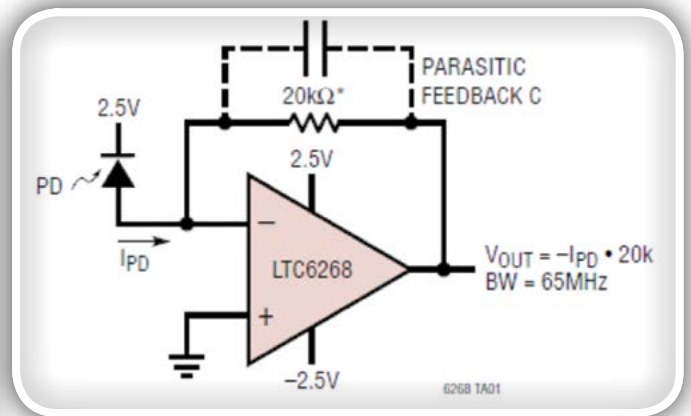 PARASITIC
FEEDBACK C
20kΩ*
2.5V
2.5V
PD
IPD
−
LTC6268
+
VOUT = −IPD • 20k
BW = 65MHz
−2.5V
6268 TA01